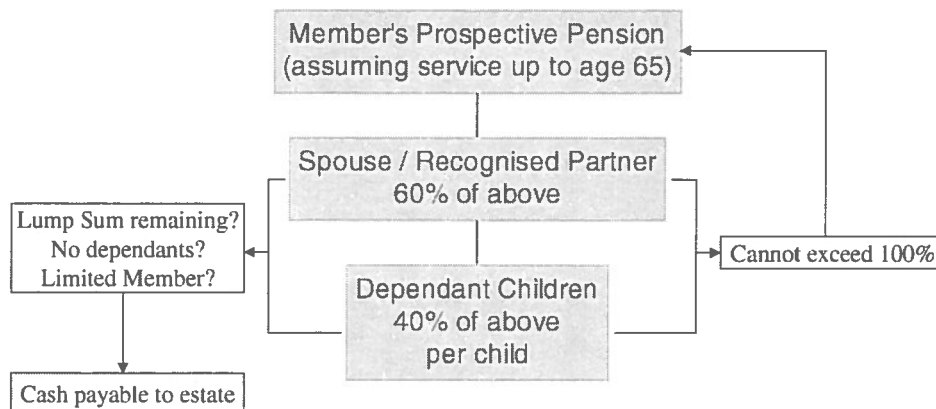 Member's Prospective Pension
(assuming service up to age 65)
Spouse / Recognised Partner
60% of above
Lump Sum remaining?
No dependants?
Limited Member?
Cannot exceed 100%
Dependant Children
40% of above
per child
Cash payable to estate